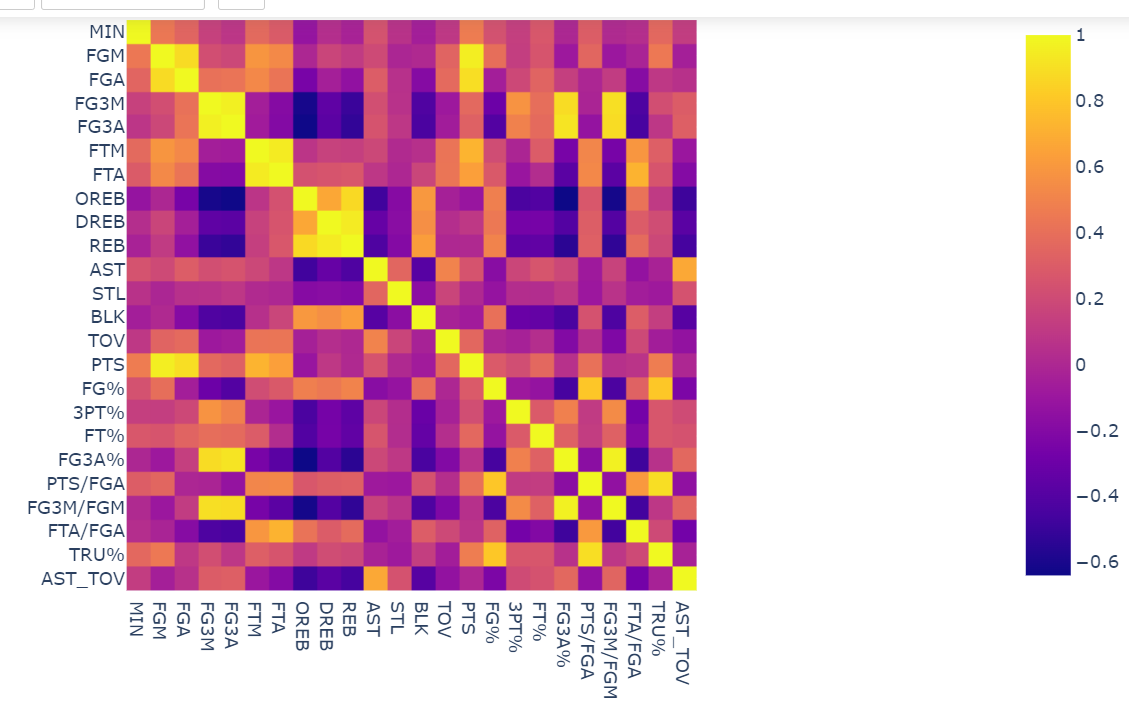 MIN
FGM
FGA
FG3M
FG3A
FTM
FTA
OREB
DREB
REB
AST
STL
BLK
TOV
PTS
FG%
3PT%
FT%
FG3A%
PTS/FGA
FG3M/FGM
FTA/FGA
TRU%
AST_TOV
MIN
FGM
FGA
FG3M
FG3A
FTM
FTA
OREB
DREB
REB
AST
STL
BLK
TOV
PTS
FG%
3PT%
FT%
FG3A%
PTS/FGA
FG3M/FGM
FTA/FGA
TRU%
AST_TOV
1
0.8
0.6
0.4
0.2
0
−0.2
−0.4
−0.6